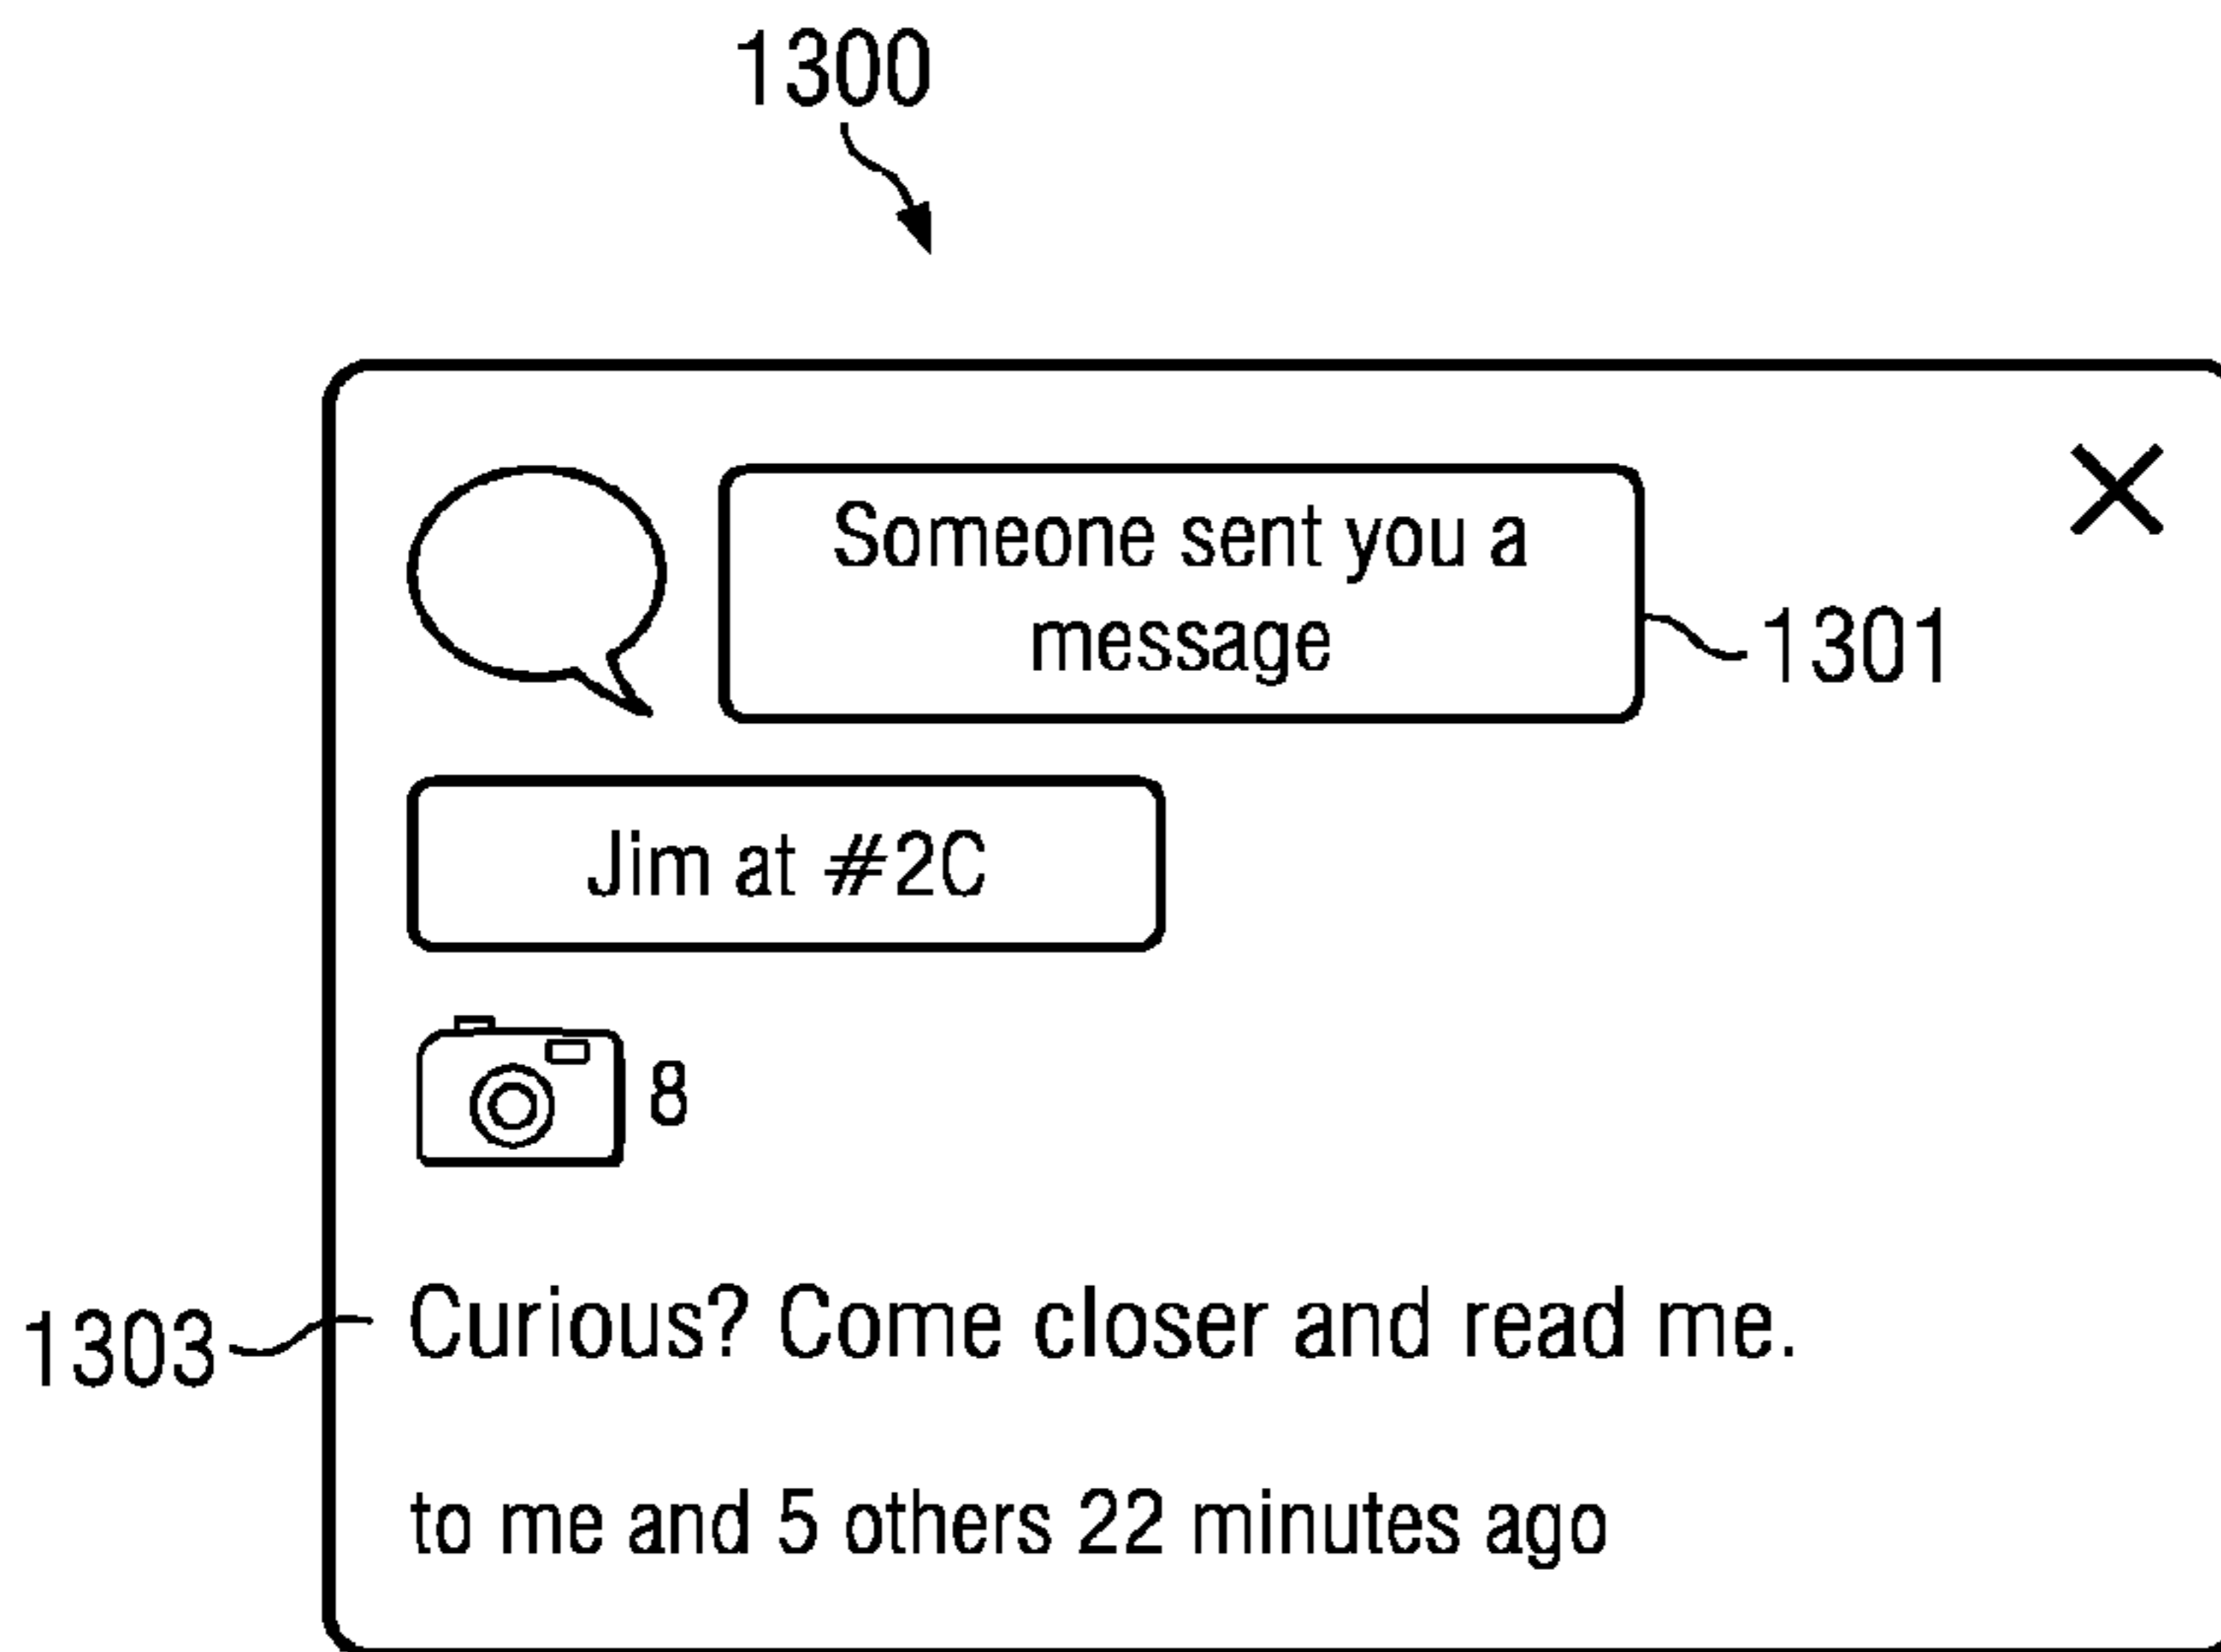 1300
Someone sent you a
message
1301
Jim at #2C
8
1303
Curious? Come closer and read me.
to me and 5 others 22 minutes ago